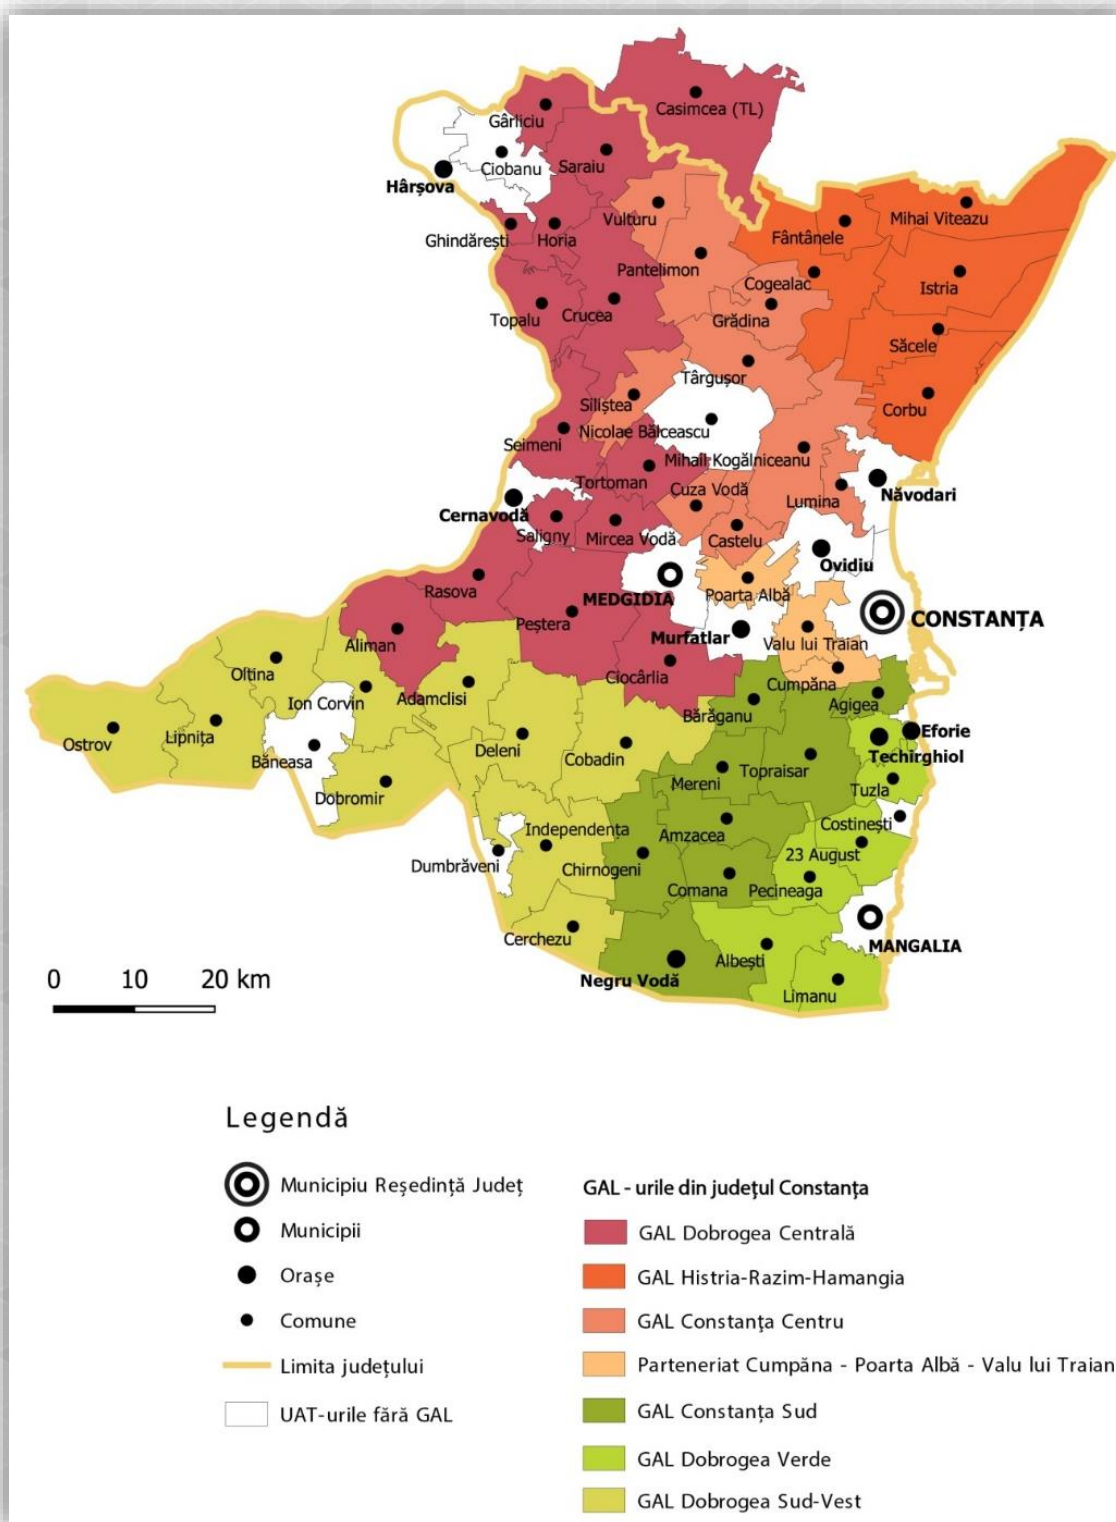 Casimcea (TL)
Gârliciu
Ciobanu
Saraiu
Hârșova
Vulturu
Mihai Viteazu
Ghindărești
Horia
Fântânele
Pantelimon
Cogealac
Istria
Topalu
Crucea
Grădina
Săcele
Târgușor
Siliștea
Corbu
Nicolae Bălcescu
Seimeni
Mihail Kogălniceanu
Tortoman
Cuza Vodă
Lumina
Năvodari
Cernavodă
Saligny
Mircea Vodă
Castelu
Ovidiu
Rasova
MEDGIDIA
Poarta Albă
CONSTANȚA
Peștera
Murfatlar
Valu lui Traian
Aliman
Oltina
Ciocârlia
Cumpăna
Ion Corvin
Adamclisi
Agigea
Bărăganu
Ostrov
Lipnița
Eforie
Deleni
Techirghiol
Băneasa
Cobadin
Topraisar
Mereni
Tuzla
Dobromir
Costinești
Independența
Amzacea
23 August
Dumbrăveni
Chirnogeni
Comana
Pecineaga
Cerchezu
MANGALIA
Albești
Negru Vodă
Limanu
0 10 20 km
Legendă
Municipiu Reședință Județ
Municipii
Orașe
Comune
Limita județului
UAT-urile fără GAL
GAL - urile din județul Constanța
GAL Dobrogea Centrală
GAL Histria-Razim-Hamangia
GAL Constanța Centru
Parteneriat Cumpăna - Poarta Albă - Valu lui Traian
GAL Constanța Sud
GAL Dobrogea Verde
GAL Dobrogea Sud-Vest